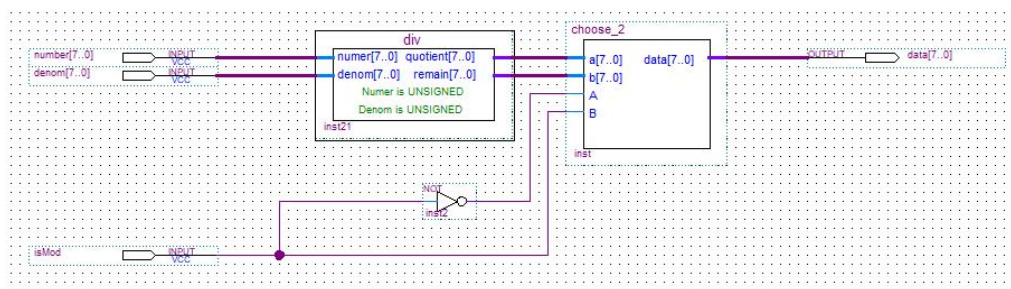 div
choose_2
number[7..0] INPUT VCC
numer[7..0] quotient[7..0]
a[7..0] data[7..0]
OUTPUT data[7..0]
denom[7..0] INPUT VCC
denom[7..0] remain[7..0]
b[7..0]
Numer is UNSIGNED
A
Denom is UNSIGNED
B
inst21
inst
NOT
inst2
isMod INPUT VCC